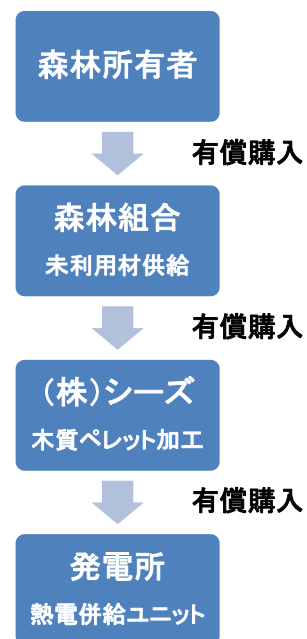 森林所有者
有償購入
森林組合
未利用材供給
有償購入
（株）シーズ
木質ペレット加工
有償購入
発電所
熱電併給ユニット